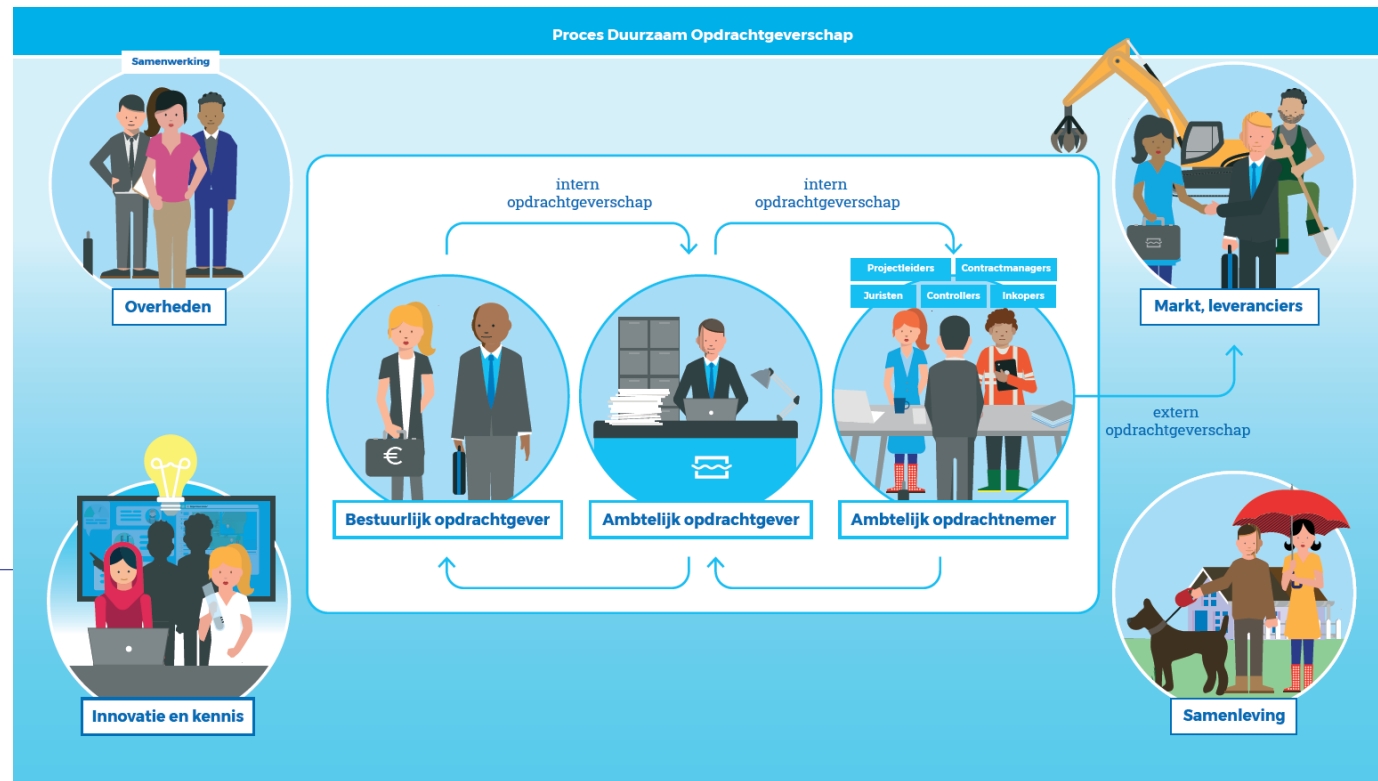 Proces Duurzaam Opdrachtgeverschap
Samenwerking
Overheden
Markt, leveranciers
intern
opdrachtgeverschap
intern
opdrachtgeverschap
Projectleiders
Contractmanagers
Juristen
Controllers
Inkopers
€
Bestuurlijk opdrachtgever
Ambtelijk opdrachtgever
Ambtelijk opdrachtnemer
extern
opdrachtgeverschap
Innovatie en kennis
Samenleving